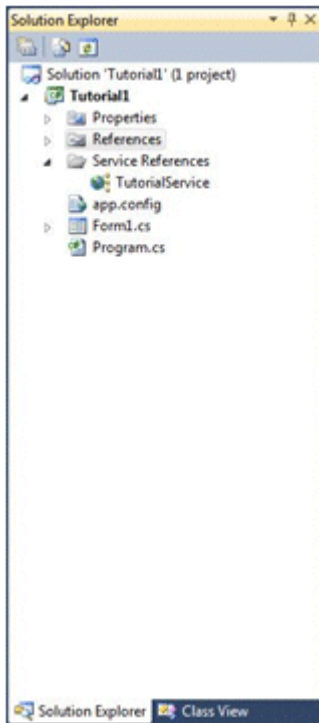 Solution Explorer
Solution 'Tutorial1' (1 project)
Tutorial1
Properties
References
Service References
TutorialService
app.config
Form1.cs
Program.cs
Solution Explorer Class View